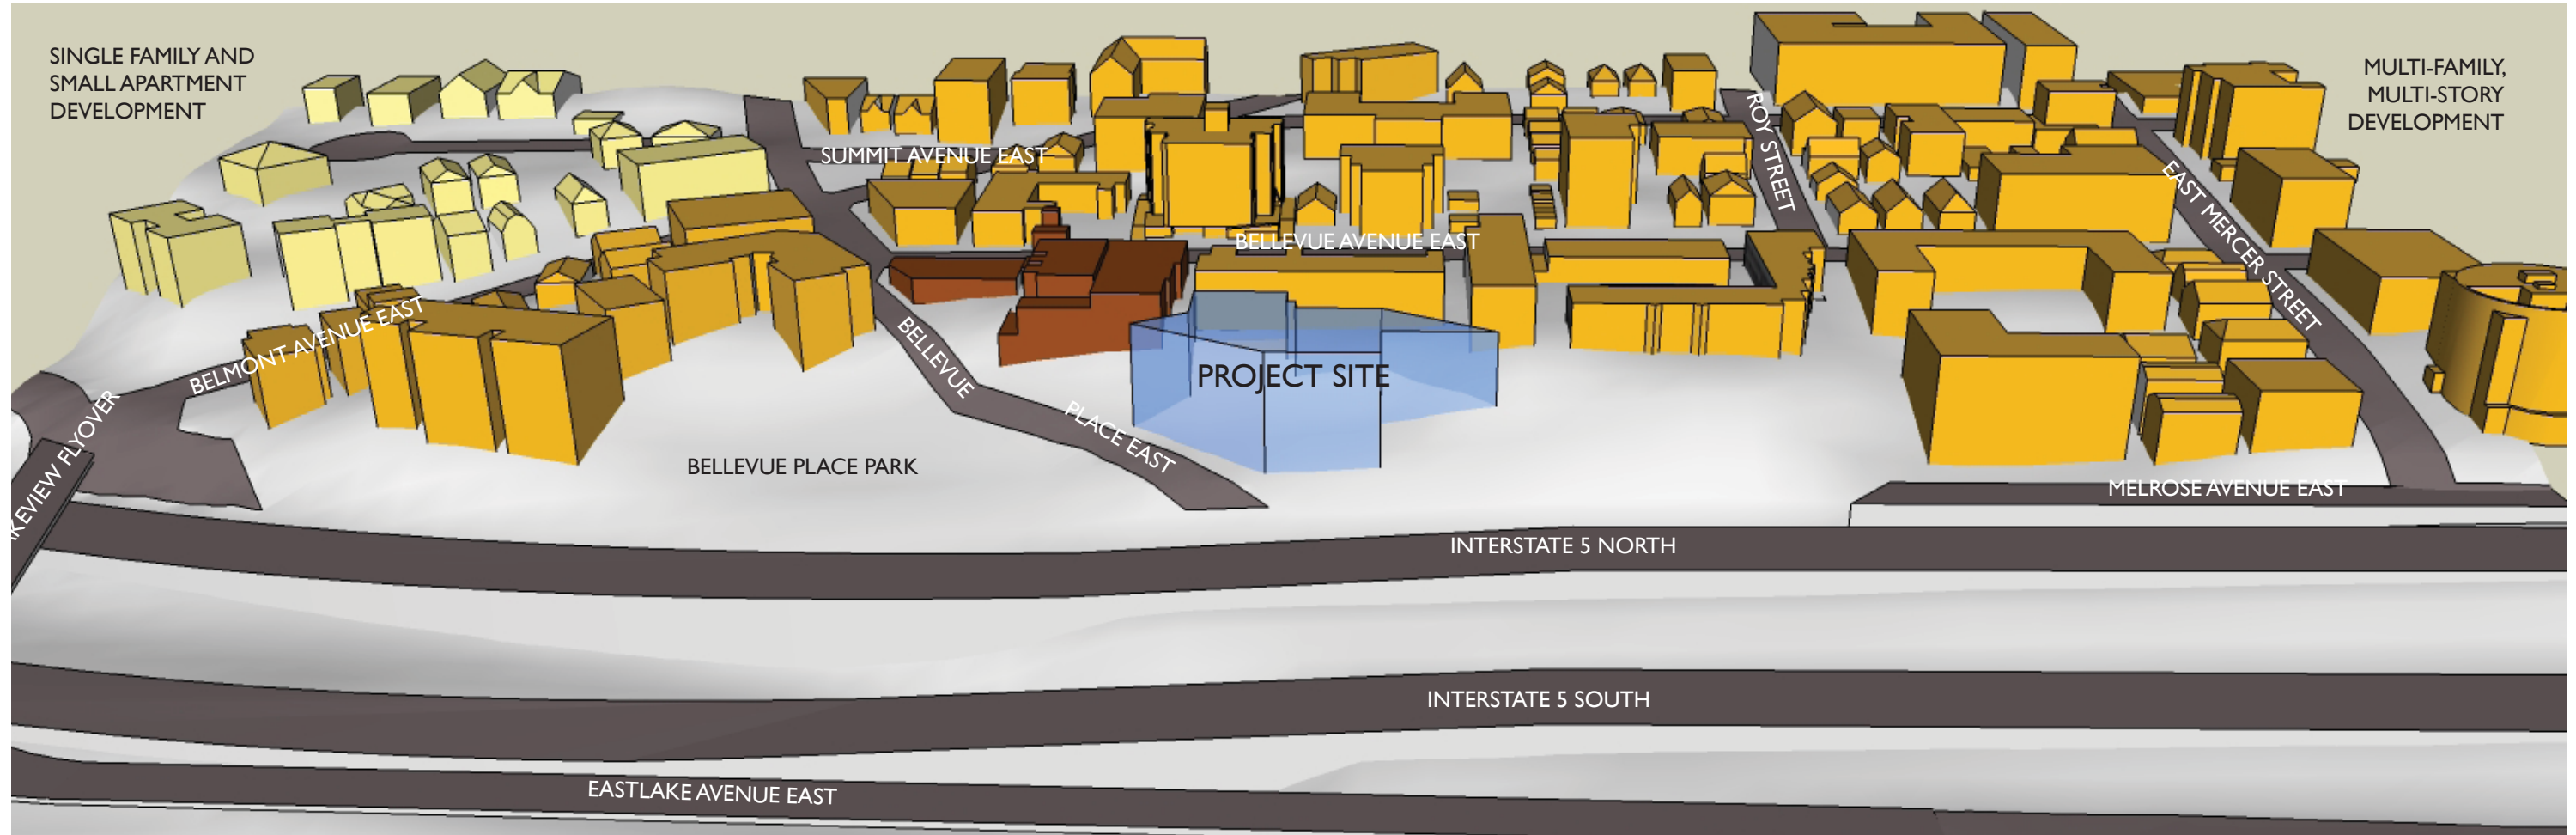 SINGLE FAMILY AND
SMALL APARTMENT
DEVELOPMENT
MULTI-FAMILY,
MULTI-STORY
DEVELOPMENT
SUMMIT AVENUE EAST
ROY STREET
EAST MERCER STREET
BELLEVUE AVENUE EAST
BELMONT AVENUE EAST
BELLEVUE
PLACE EAST
PROJECT SITE
FLYOVER
BELLEVUE PLACE PARK
MELROSE AVENUE EAST
INTERSTATE 5 NORTH
INTERSTATE 5 SOUTH
EASTLAKE AVENUE EAST